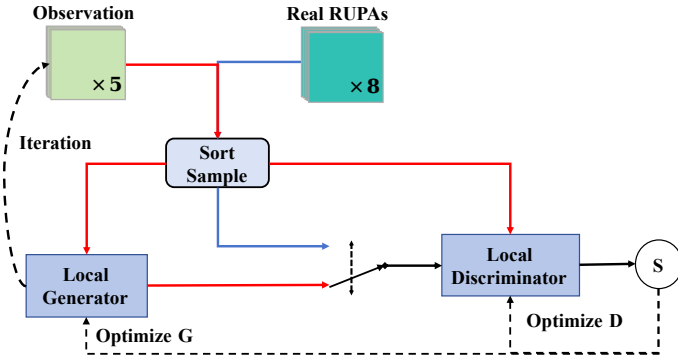 Observation
Real RUPAs
×5
×8
Iteration
Sort
Sample
Local
Generator
Local
Discriminator
S
Optimize G
Optimize D